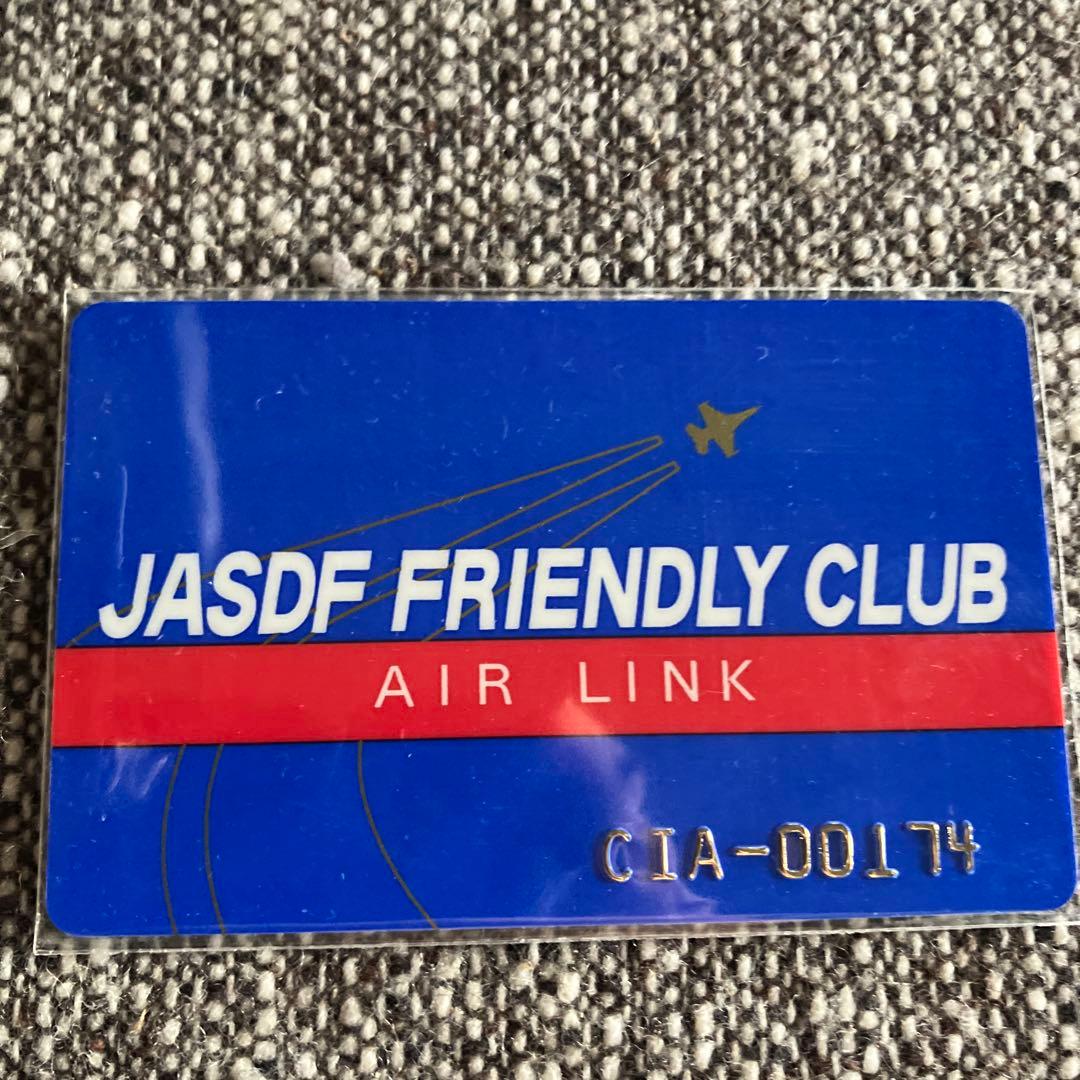 JASDF FRIENDLY CLUB
AIR LINK
CIA-00174